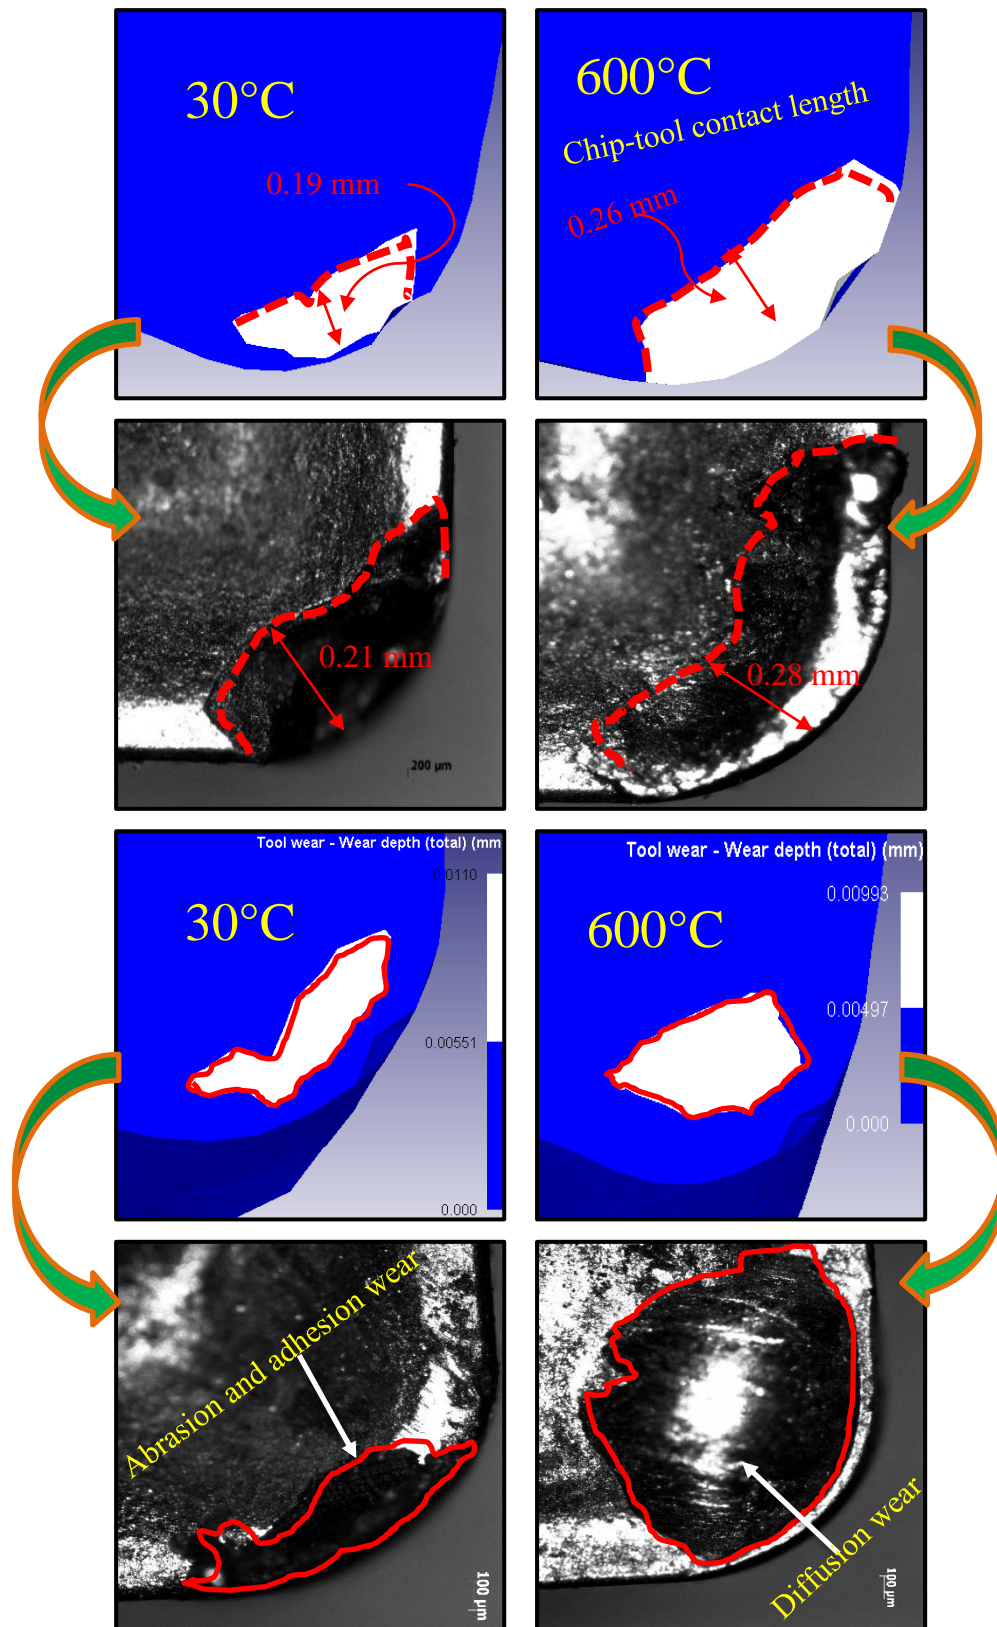 30°C
600°C
Chip-tool contact length
0.19 mm
0.26 mm
0.21 mm
200 µm
0.28 mm
Tool wear - Wear depth (total) (mm
0.0110
30°C
0.00551
0.000
Tool wear - Wear depth (total) (mm)
0.00993
600°C
0.00497
0.000
Abrasion and adhesion wear
100 µm
Diffusion wear
100 µm